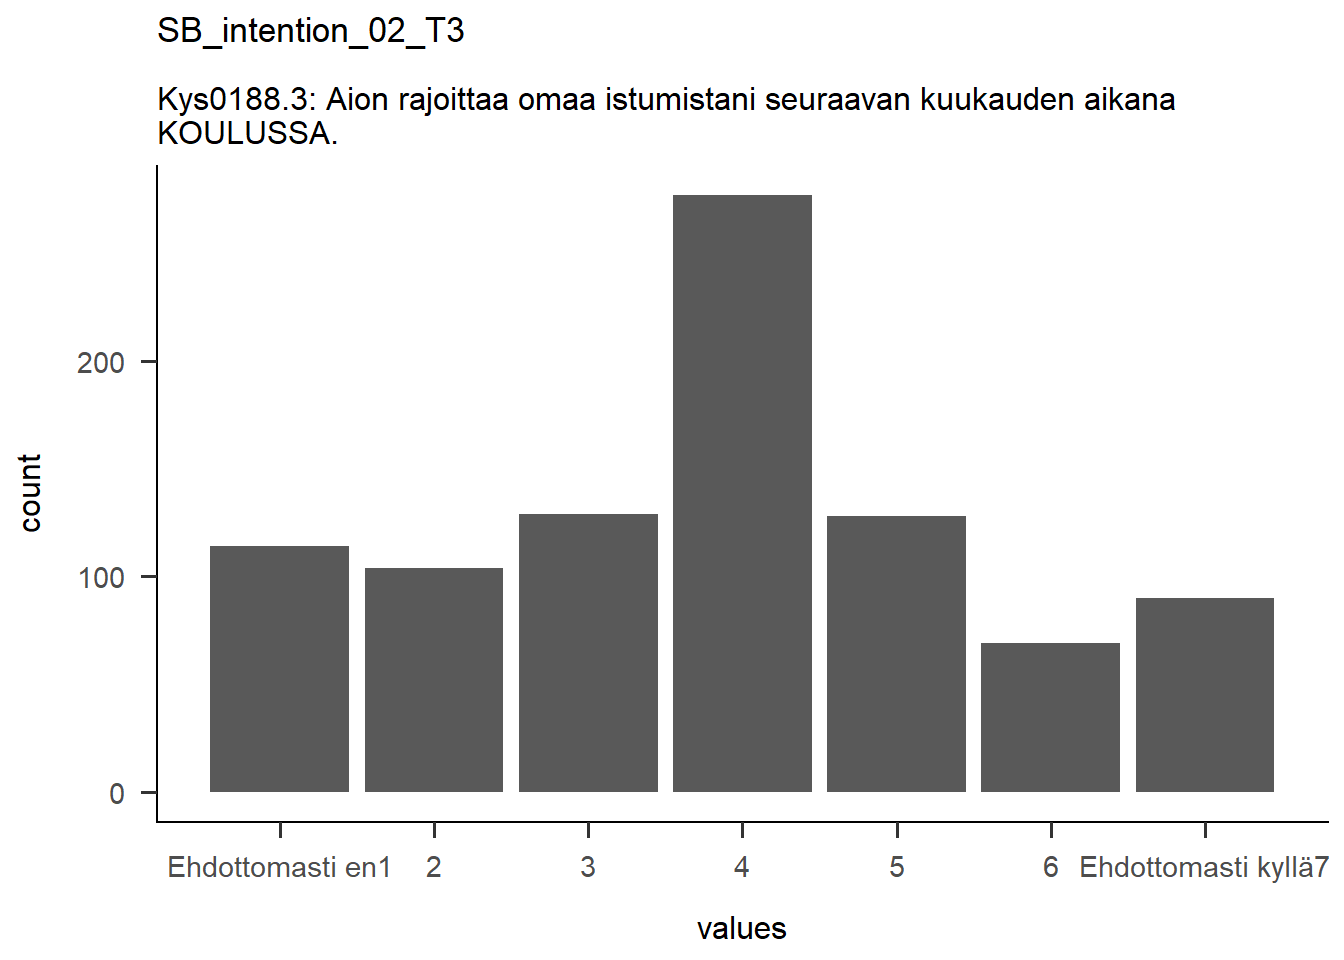 SB_intention_02_T3
Kys0188.3: Aion rajoittaa omaa istumistani seuraavan kuukauden aikana
KOULUSSA.
200
100
0
count
Ehdottomasti en1 2 3 4 5 6 Ehdottomasti kyllä7
values